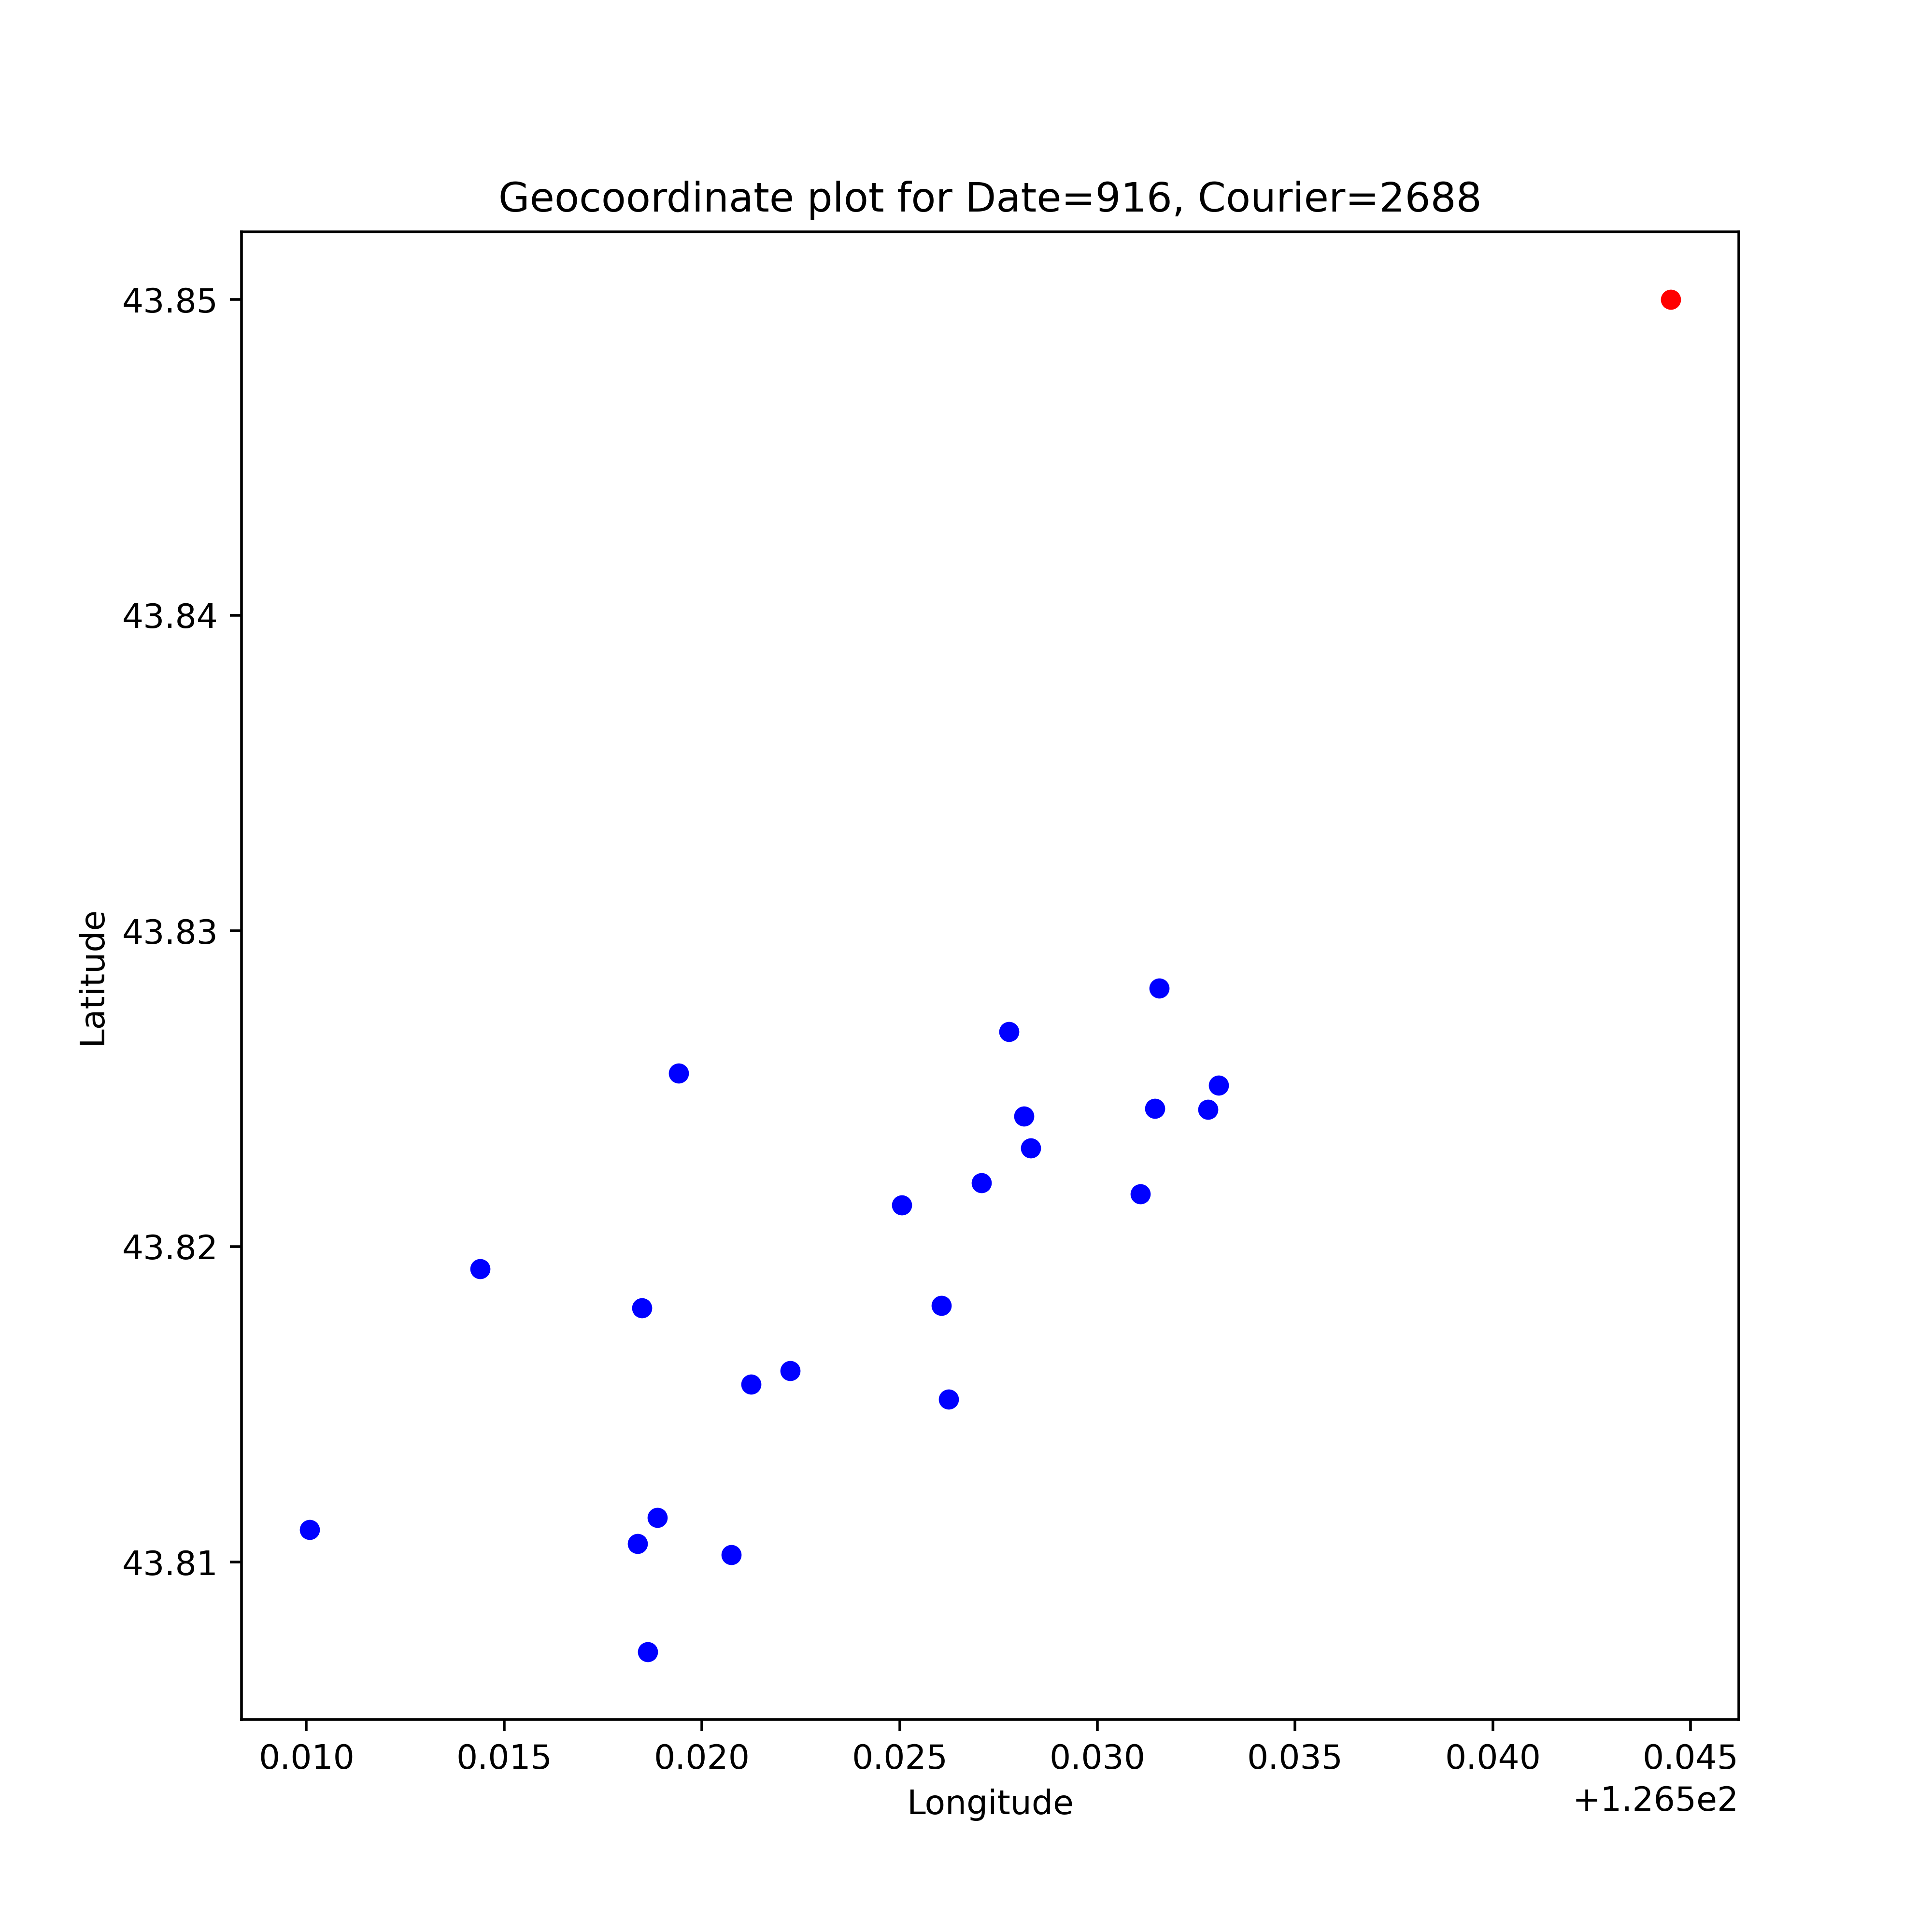 Geocoordinate plot for Date=916, Courier=2688
43.85
43.84
43.83
43.82
43.81
Latitude
0.010 0.015 0.020 0.025 0.030 0.035 0.040 0.045
Longitude
+1.265e2